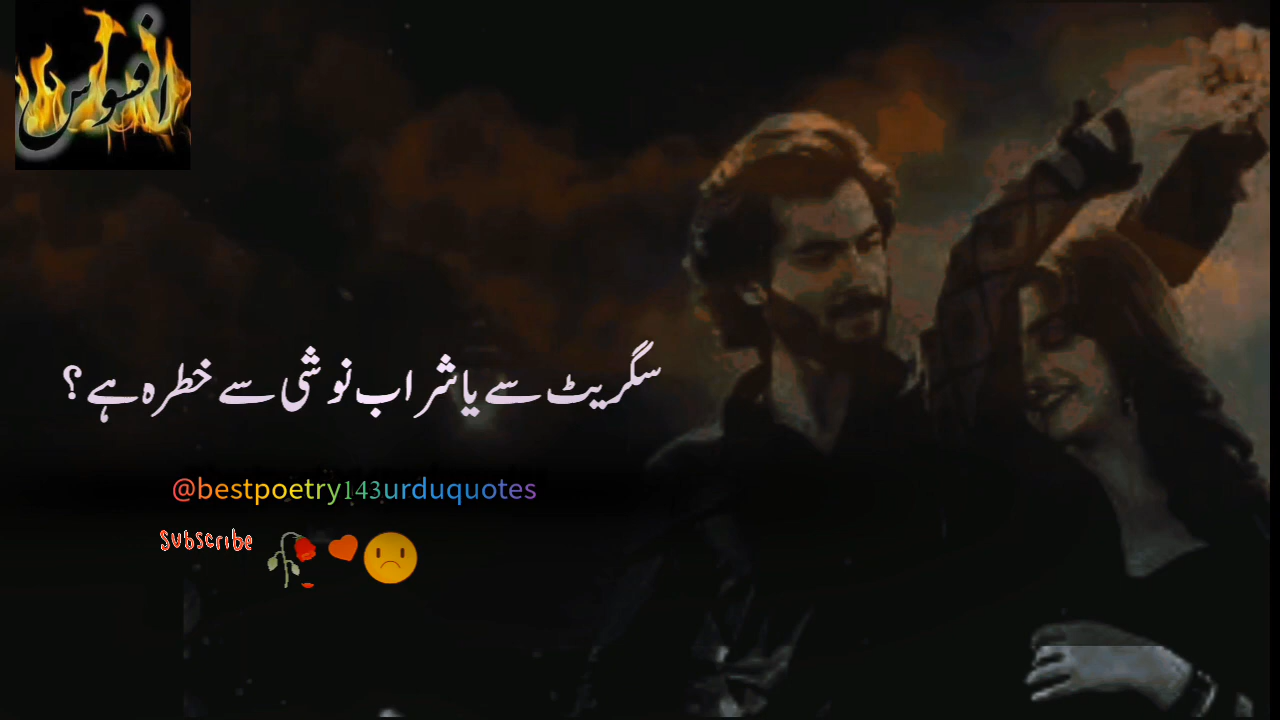 افسوس
سگریٹ سے یا شراب نوشی سے خطرہ ہے ؟
@bestpoetry143urduquotes
Subscribe